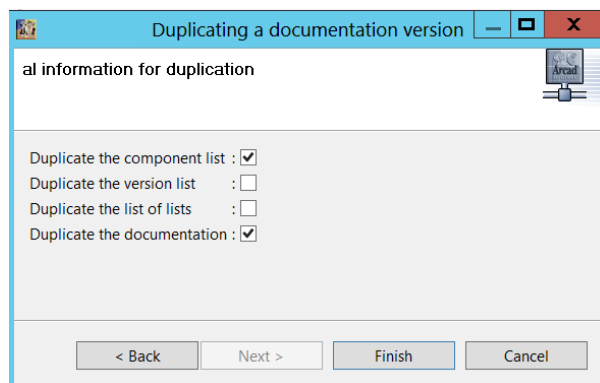 Duplicating a documentation version
al information for duplication
Arcad
Duplicate the component list :
Duplicate the version list :
Duplicate the list of lists :
Duplicate the documentation :
< Back
Next >
Finish
Cancel